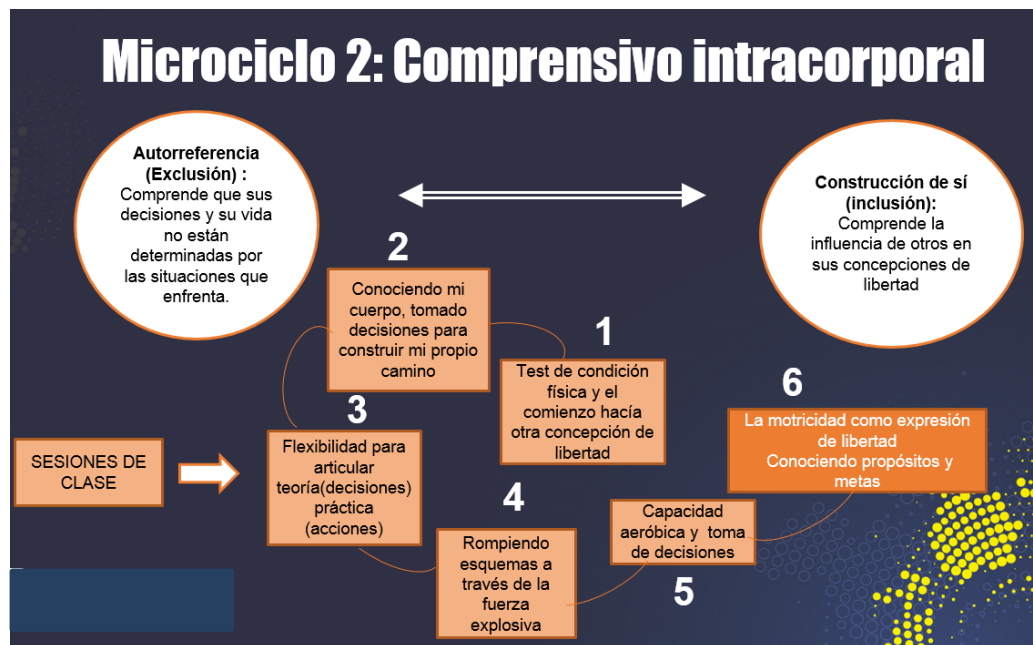 Microciclo 2: Comprensivo intracorporal
Autorreferencia
(Exclusión) :
Comprende que sus
decisiones y su vida
no están
determinadas por
las situaciones que
enfrenta.
Construcción de sí
(inclusión):
Comprende la
influencia de otros en
sus concepciones de
libertad
2
Conociendo mi
cuerpo, tomado
decisiones para
construir mi propio
camino
1
Test de condición
física y el
comienzo hacía
otra concepción de
libertad
6
La motricidad como expresión
de libertad
Conociendo propósitos y
metas
3
Flexibilidad para
articular
teoría(decisiones)
práctica
(acciones)
SESIONES DE
CLASE
4
Rompiendo
esquemas a
través de la
fuerza
explosiva
Capacidad
aeróbica y toma
de decisiones
5